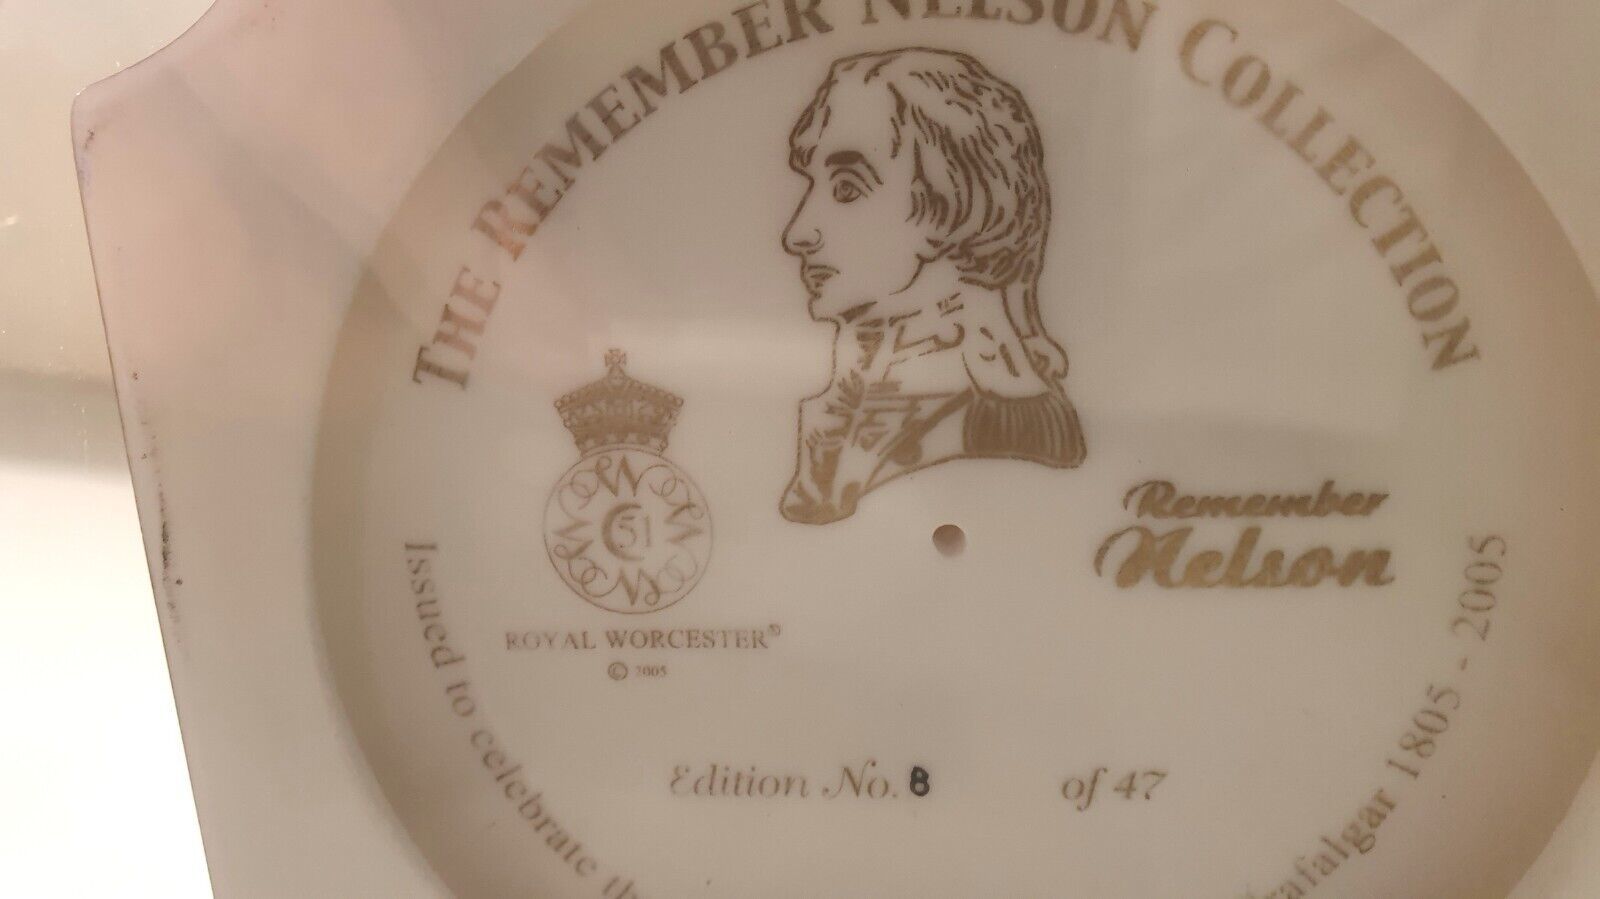 THE REMEMBER NELSON COLLECTION
51
ROYAL WORCESTER®
© 2005
Remember
Nelson
Edition No. 8 of 47
Issued to celebrate th
rafalgar 1805 - 2005